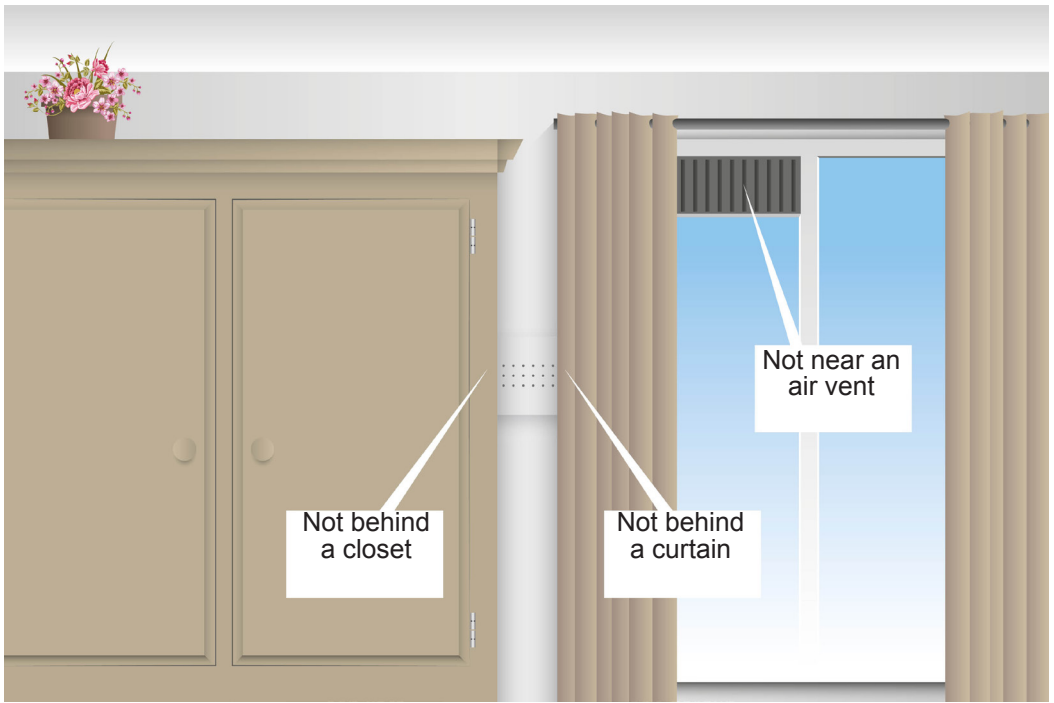 Not near an
air vent
Not behind
a closet
Not behind
a curtain